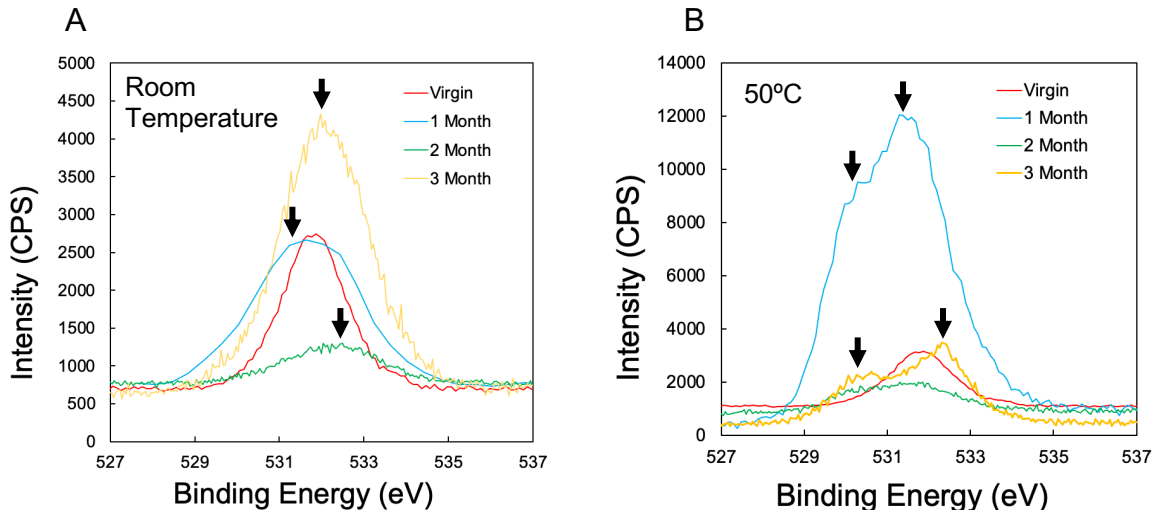 A
Room
Temperature
Virgin
1 Month
2 Month
3 Month
5000
4500
4000
3500
3000
2500
2000
1500
1000
500
0
527
529
531
533
535
537
Intensity (CPS)
Binding Energy (eV)
B
50ºC
Virgin
1 Month
2 Month
3 Month
14000
12000
10000
8000
6000
4000
2000
0
527
529
531
533
535
537
Intensity (CPS)
Binding Energy (eV)